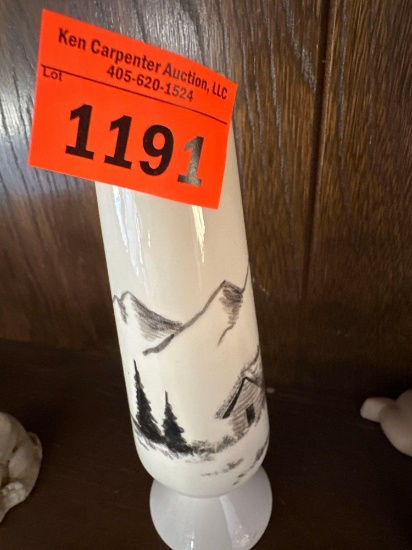 Ken Carpenter Auction, LLC
405-620-1524
Lot
1191